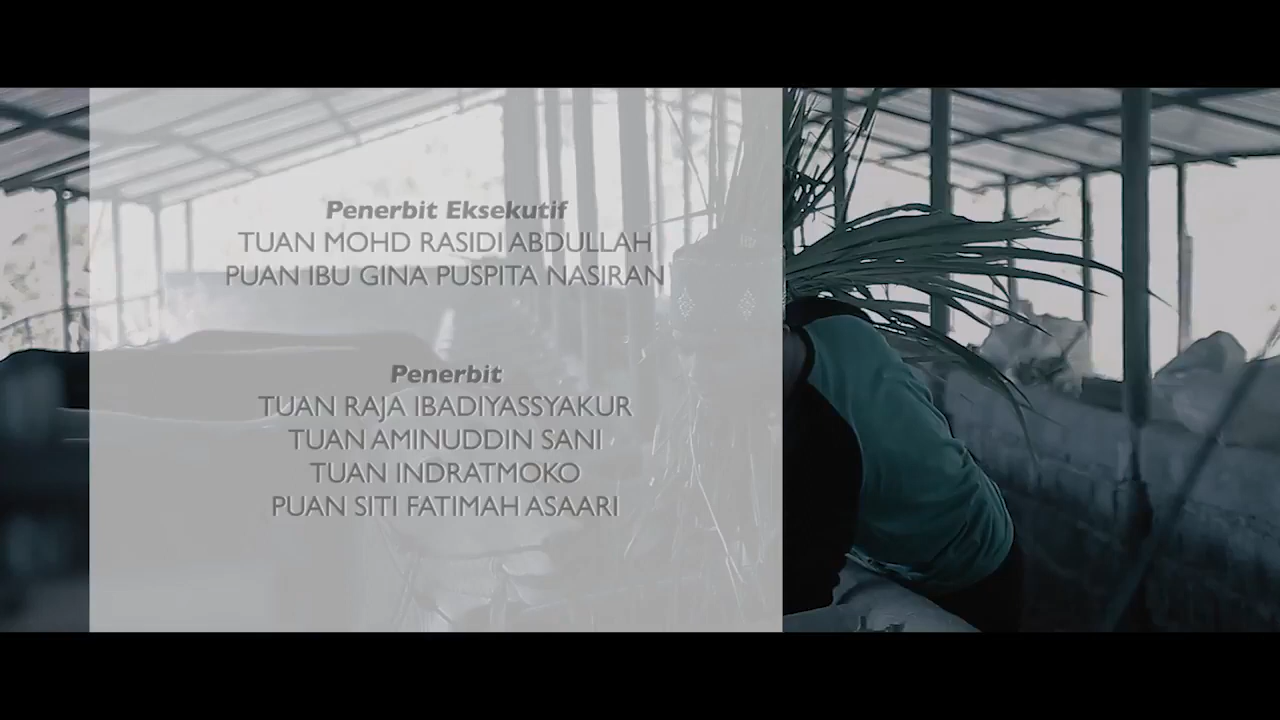 Penerbit Eksekutif
TUAN MOHD RASIDI ABDULLAH
PUAN IBU GINA PUSPITA NASIRAN
Penerbit
TUAN RAJA IBADIYASSYAKUR
TUAN AMINUDDIN SANI
TUAN INDRATMOKO
PUAN SITI FATIMAH ASAARI